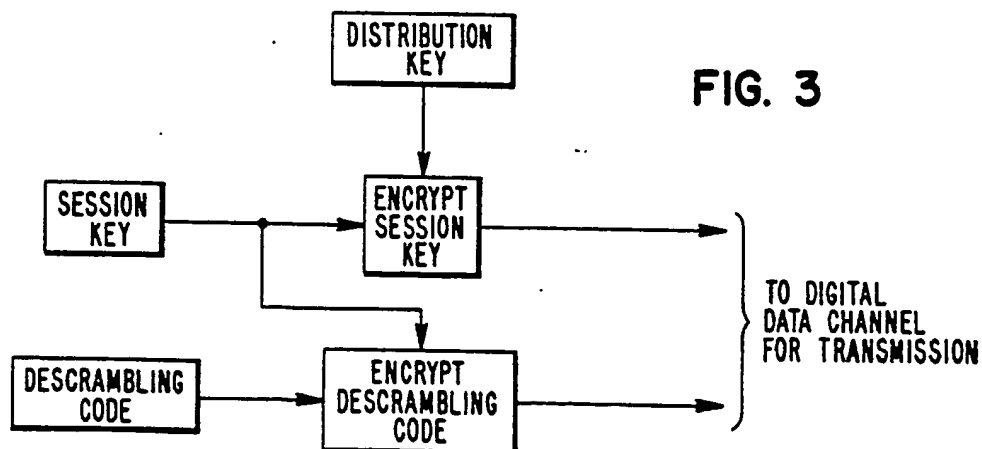 DISTRIBUTION
KEY
FIG. 3
SESSION
KEY
ENCRYPT
SESSION
KEY
TO DIGITAL
DATA CHANNEL
FOR TRANSMISSION
DESCRAMBLING
CODE
ENCRYPT
DESCRAMBLING
CODE